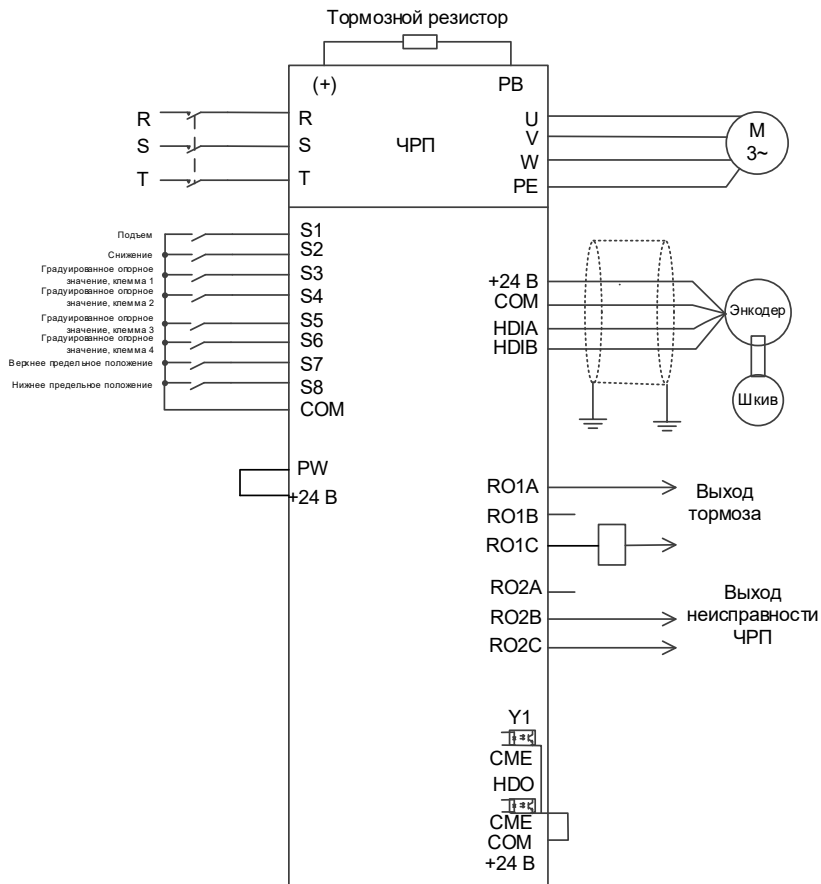 Тормозной резистор
(+)
PB
R
R
U
S
S
ЧРП
V
T
T
W
PE
М
3~
Подъем
S1
Снижение
S2
Градуированное опорное
значение, клемма 1
S3
Градуированное опорное
значение, клемма 2
S4
Градуированное опорное
значение, клемма 3
S5
Градуированное опорное
значение, клемма 4
S6
Верхнее предельное положение
S7
Нижнее предельное положение
S8
COM
+24 В
COM
HDIA
HDIB
Энкодер
Шкив
PW
+24 В
RO1A
RO1B
RO1C
Выход
тормоза
RO2A
RO2B
RO2C
Выход
неисправности
ЧРП
Y1
CME
HDO
CME
COM
+24 В